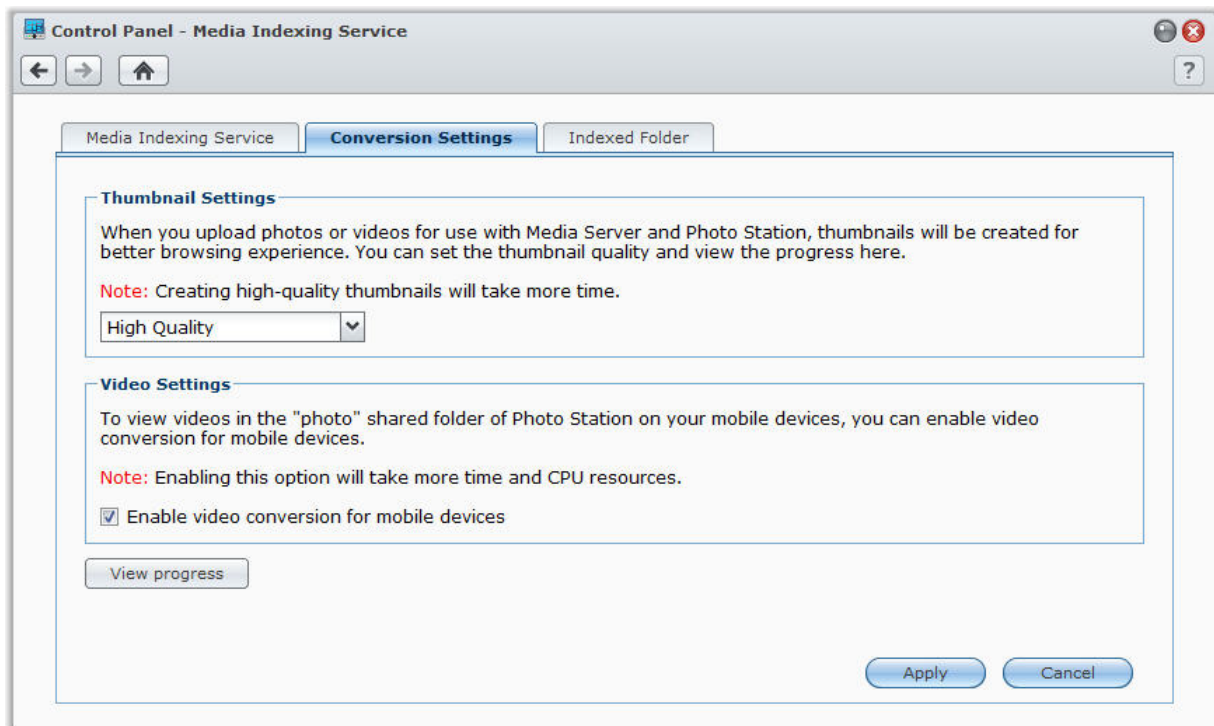 Control Panel - Media Indexing Service
?
Media Indexing Service
Conversion Settings
Indexed Folder
Thumbnail Settings
When you upload photos or videos for use with Media Server and Photo Station, thumbnails will be created for
better browsing experience. You can set the thumbnail quality and view the progress here.
Note: Creating high-quality thumbnails will take more time.
High Quality
Video Settings
To view videos in the "photo" shared folder of Photo Station on your mobile devices, you can enable video
conversion for mobile devices.
Note: Enabling this option will take more time and CPU resources.
Enable video conversion for mobile devices
View progress
Apply
Cancel